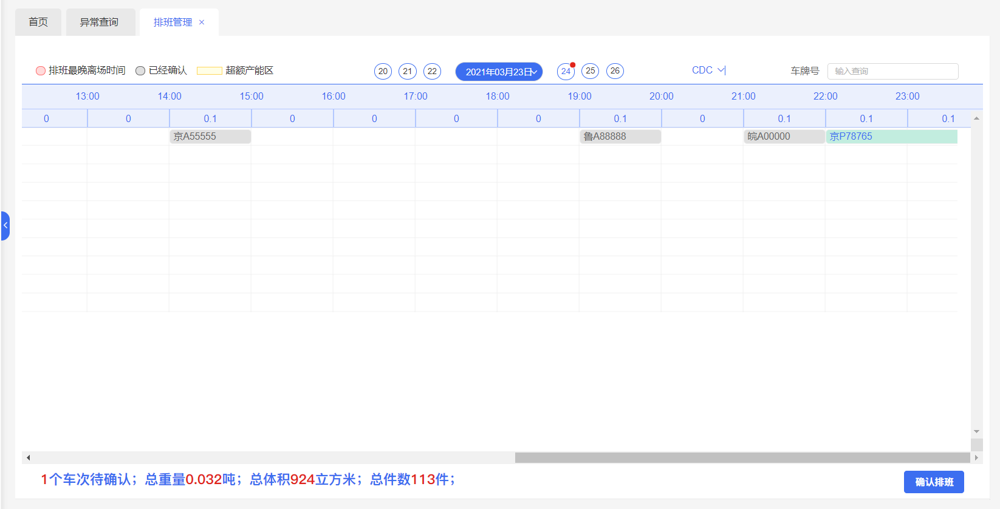 首页 异常查询 排班管理 ×
排班最晚离场时间 已经确认 超额产能区 20 21 22 2021年03月23日 24 25 26 CDC 车牌号 输入查询
13:00 14:00 15:00 16:00 17:00 18:00 19:00 20:00 21:00 22:00 23:00
0 0 0.1 0 0 0 0 0.1 0 0.1 0.1 0.1
京A55555 鲁A88888 皖A00000 京P78765
1个车次待确认；总重量0.032吨；总体积924立方米；总件数113件；
确认排班